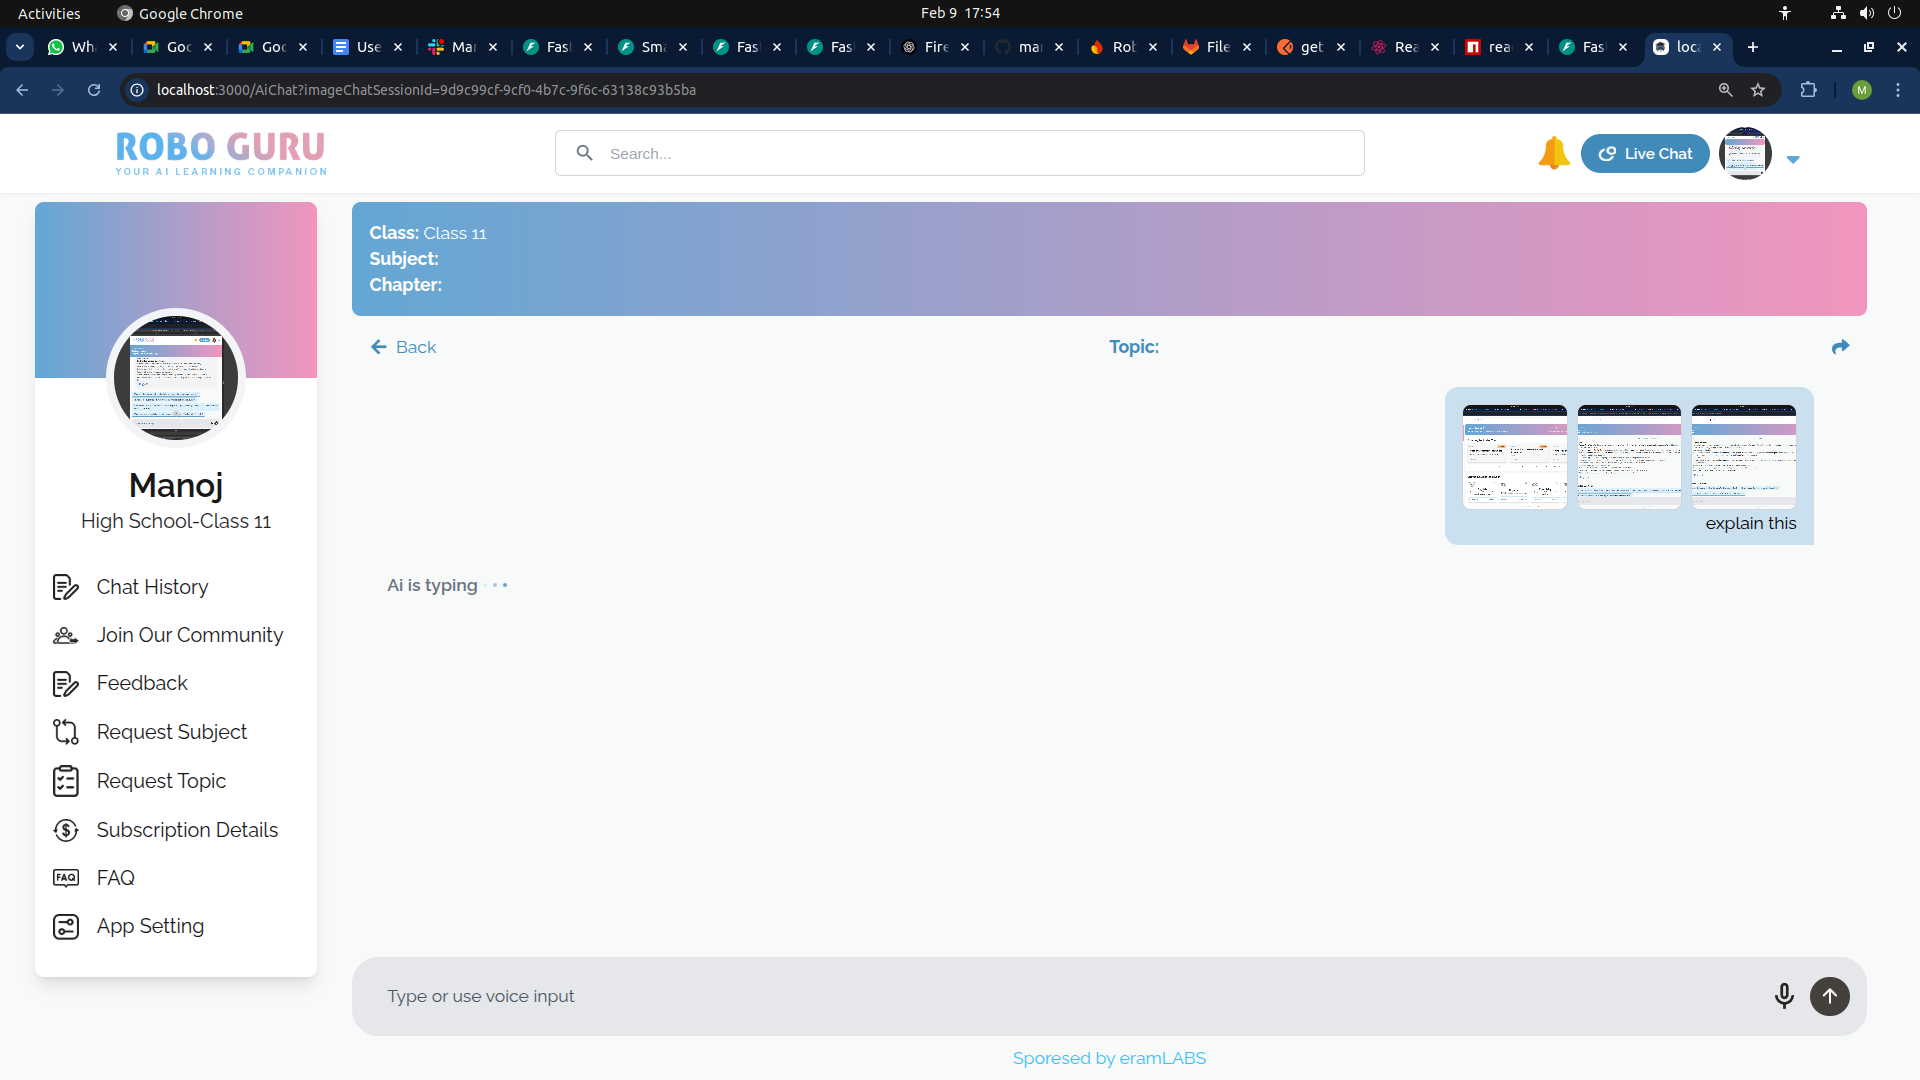 Activities
Google Chrome
Feb 9 17:54
Wh
Goo
Goo
Use
Mar
Fas
Sma
Fas
Fas
Fire
mar
Rob
File
get
Rea
rea
Fas
loca
localhost:3000/AiChat?imageChatSessionId=9d9c99cf-9cf0-4b7c-9f6c-63138c93b5ba
M
ROBO GURU
YOUR AI LEARNING COMPANION
Search...
Live Chat
Class: Class 11
Subject:
Chapter:
Back
Topic:
explain this
Ai is typing
Manoj
High School-Class 11
Chat History
Join Our Community
Feedback
Request Subject
Request Topic
Subscription Details
FAQ
FAQ
App Setting
Type or use voice input
Sporesed by eramLABS